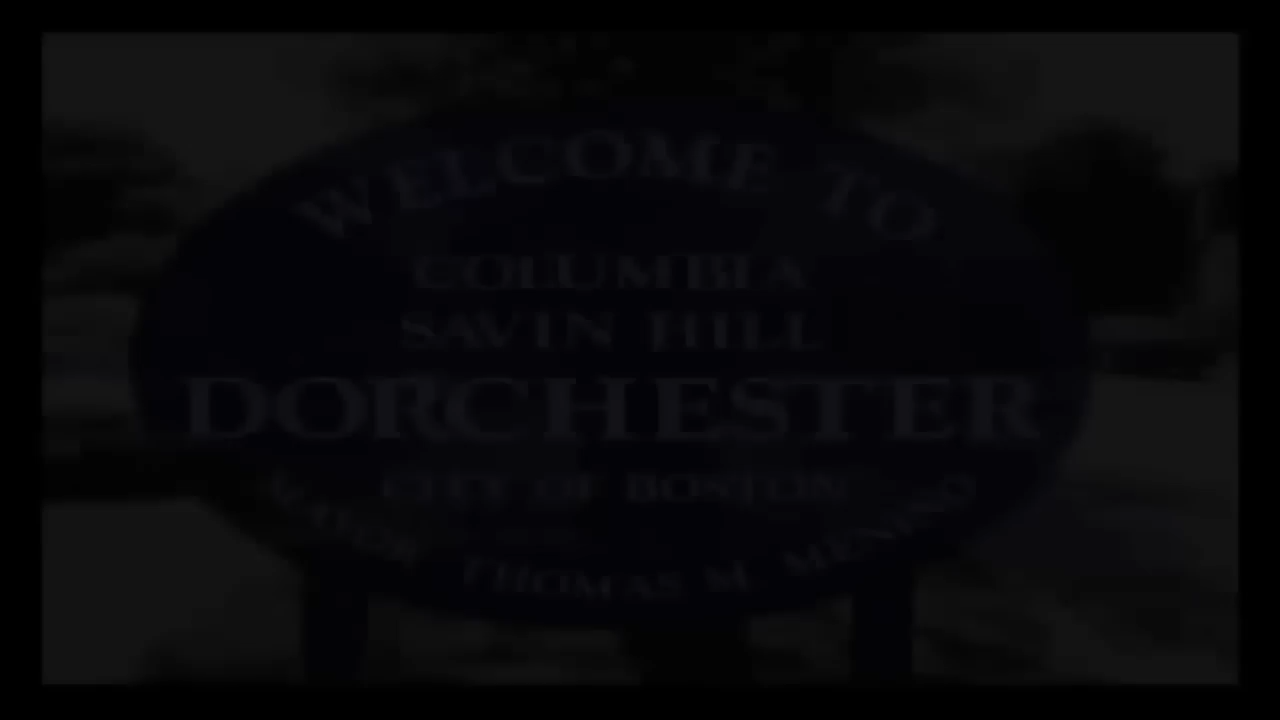 WELCOME TO
COLUMBIA
SAVIN HILL
DORCHESTER
CITY OF BOSTON
MAYOR THOMAS M. MENINO